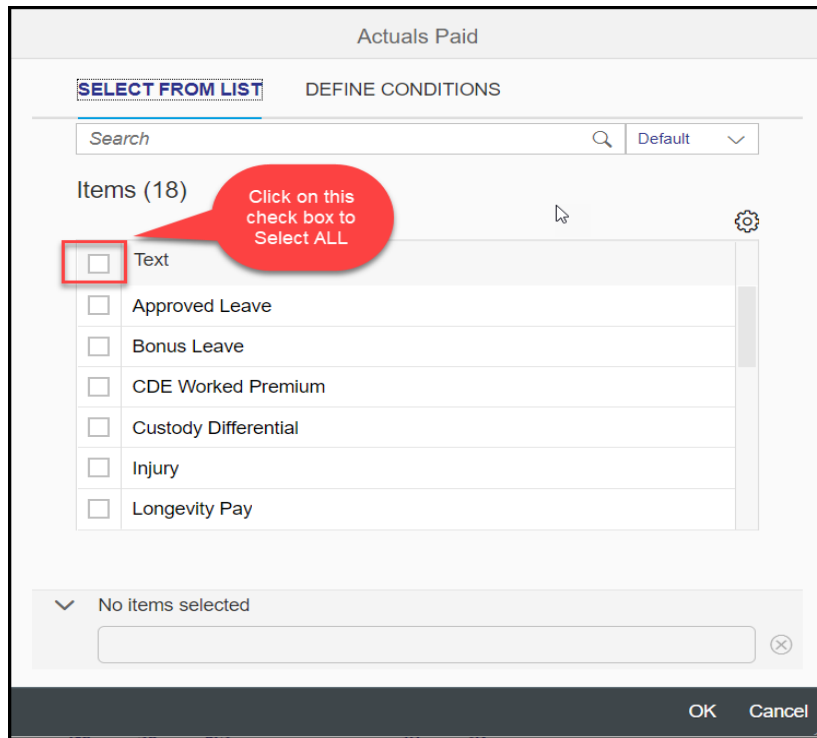 Actuals Paid
SELECT FROM LIST DEFINE CONDITIONS
Search Default
Items (18)
Click on this
check box to
Select ALL
Text
Approved Leave
Bonus Leave
CDE Worked Premium
Custody Differential
Injury
Longevity Pay
No items selected
OK Cancel